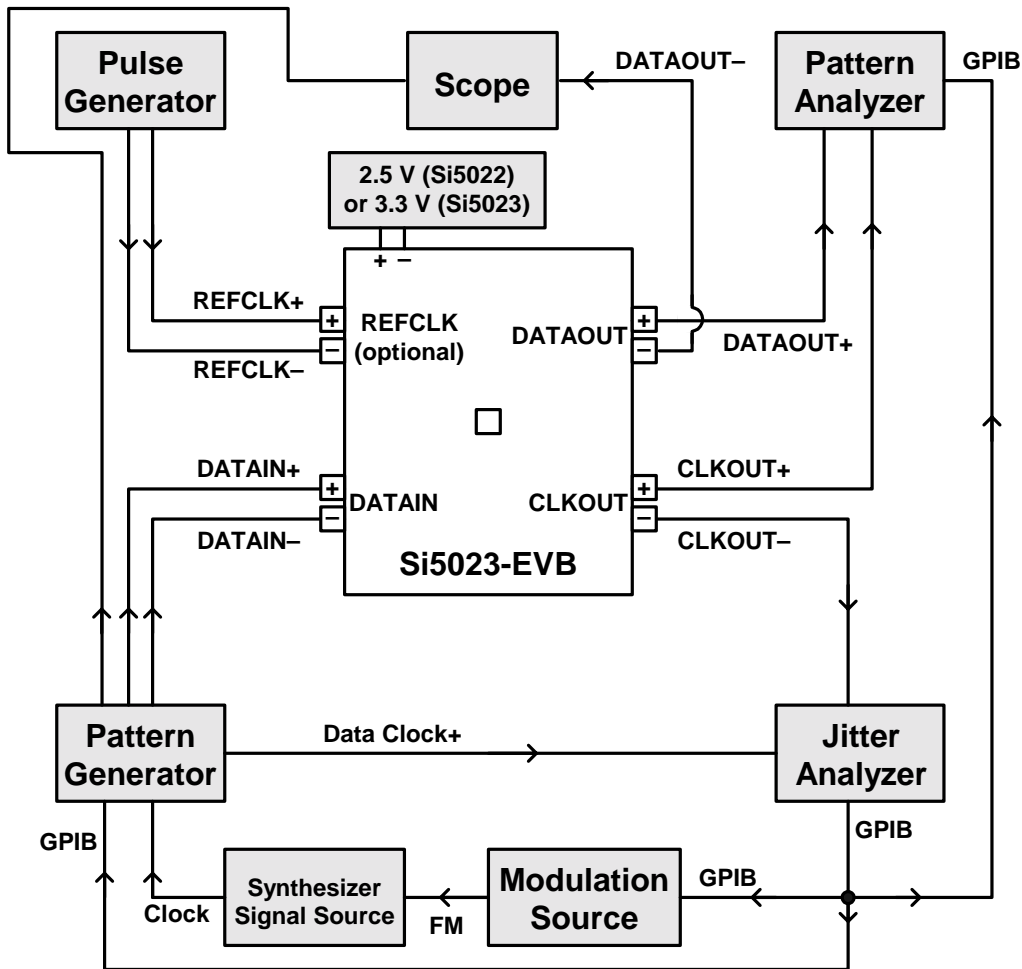 Pulse
Generator
Scope
DATAOUT–
Pattern
Analyzer
GPIB
2.5 V (Si5022)
or 3.3 V (Si5023)
+ –
REFCLK+
+
REFCLK
(optional)
–
REFCLK–
DATAOUT
+
–
DATAOUT+
DATAIN+
+
DATAIN
–
DATAIN–
CLKOUT+
CLKOUT
+
–
CLKOUT–
Si5023-EVB
Pattern
Generator
Data Clock+
Jitter
Analyzer
GPIB
GPIB
Clock
Synthesizer
Signal Source
FM
Modulation
Source
GPIB